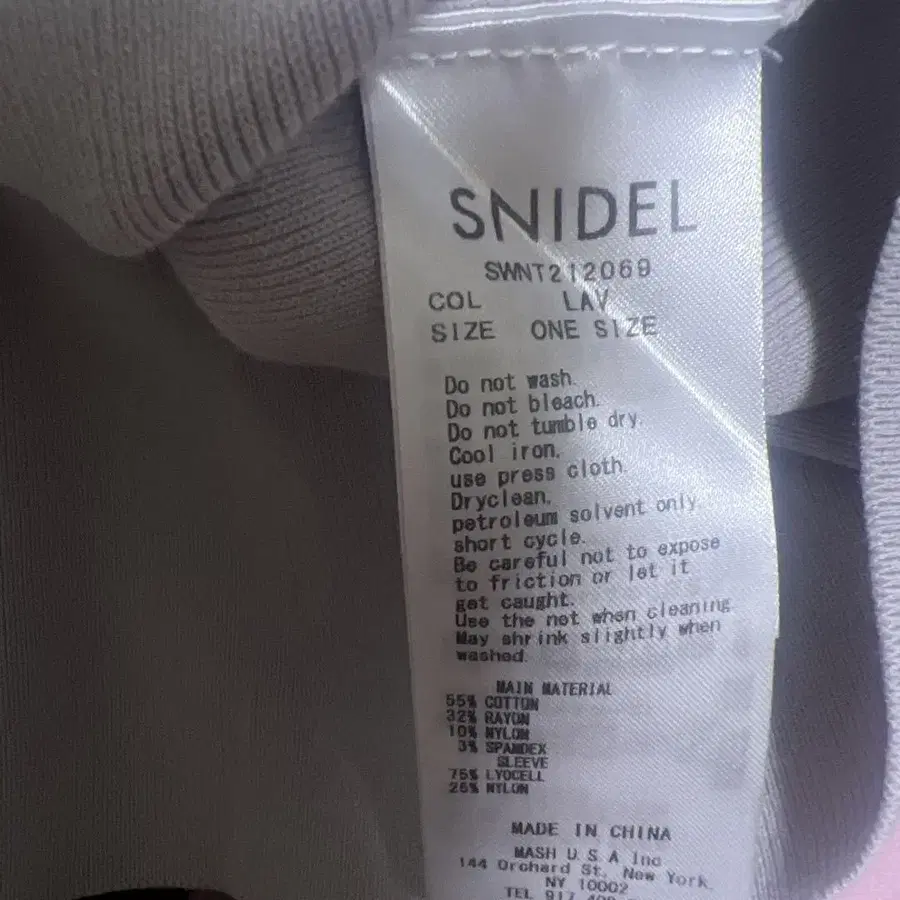 SNIDEL
SWNT212069
COL LAV
SIZE ONE SIZE
Do not wash.
Do not bleach.
Do not tumble dry.
Cool iron.
use press cloth.
Dryclean.
petroleum solvent only.
short cycle.
Be careful not to expose
to friction or let it
get caught.
Use the net when cleaning
May shrink slightly when
washed.
MAIN MATERIAL
55% COTTON
32% RAYON
10% NYLON
3% SPANDEX
SLEEVE
75% LYOCELL
25% NYLON
MADE IN CHINA
MASH U.S.A Inc
144 Orchard St, New York,
NY 10002
TEL 917